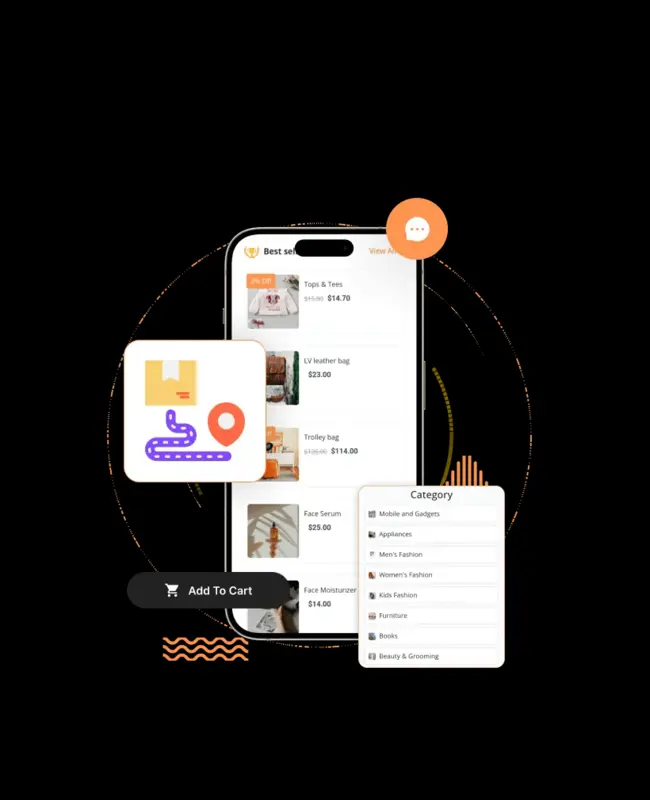 Best sel
View Al
2% Off
Tops & Tees
$15.00 $14.70
LV leather bag
$23.00
Trolley bag
$120.00 $114.00
Face Serum
$25.00
Face Moisturizer
$14.00
Add To Cart
Category
Mobile and Gadgets
Appliances
Men's Fashion
Women's Fashion
Kids Fashion
Furniture
Books
Beauty & Grooming